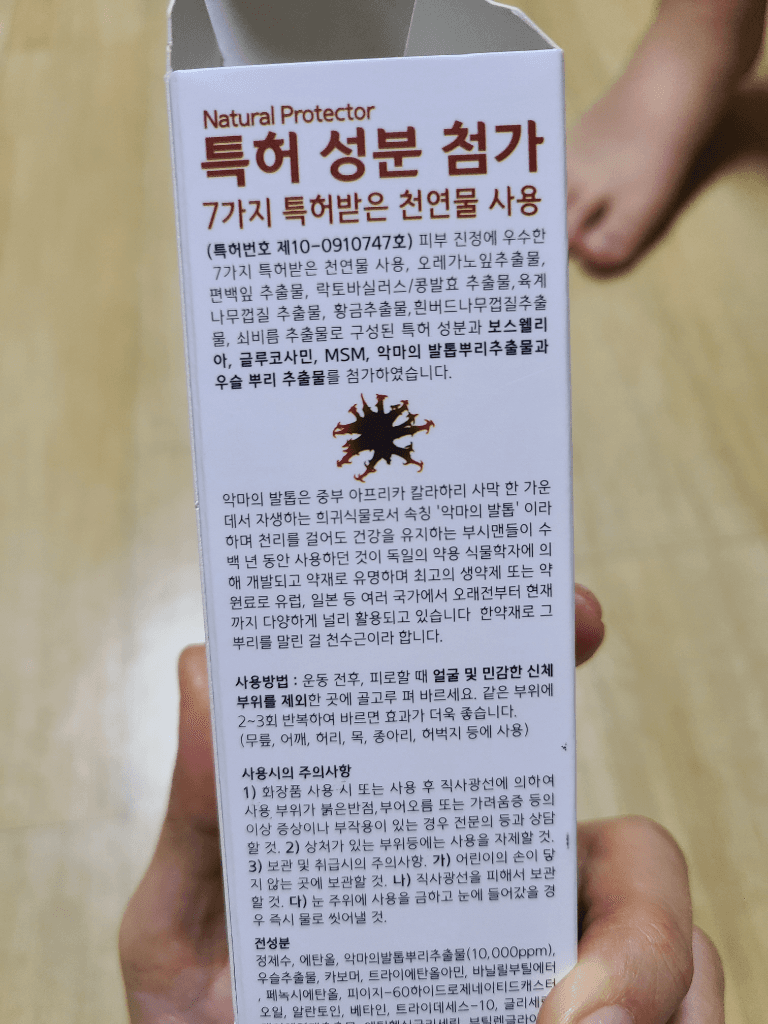 Natural Protector
특허 성분 첨가
7가지 특허받은 천연물 사용
(특허번호 제10-0910747호) 피부 진정에 우수한
7가지 특허받은 천연물 사용, 오레가노잎추출물,
편백잎 추출물, 락토바실러스/콩발효 추출물,육계
나무껍질 추출물, 황금추출물,흰버드나무껍질추출
물, 쇠비름 추출물로 구성된 특허 성분과 보스웰리
아, 글루코사민, MSM, 악마의 발톱뿌리추출물과
우슬 뿌리 추출물를 첨가하였습니다.
악마의 발톱은 중부 아프리카 칼라하리 사막 한 가운
데서 자생하는 희귀식물로서 속칭 '악마의 발톱' 이라
하며 천리를 걸어도 건강을 유지하는 부시맨들이 수
백 년 동안 사용하던 것이 독일의 약용 식물학자에 의
해 개발되고 약재로 유명하며 최고의 생약제 또는 약
원료로 유럽, 일본 등 여러 국가에서 오래전부터 현재
까지 다양하게 널리 활용되고 있습니다 한약재로 그
뿌리를 말린 걸 천수근이라 합니다.
사용방법 : 운동 전후, 피로할 때 얼굴 및 민감한 신체
부위를 제외한 곳에 골고루 펴 바르세요. 같은 부위에
2~3회 반복하여 바르면 효과가 더욱 좋습니다.
(무릎, 어깨, 허리, 목, 종아리, 허벅지 등에 사용)
사용시의 주의사항
1) 화장품 사용 시 또는 사용 후 직사광선에 의하여
사용 부위가 붉은반점,부어오름 또는 가려움증 등의
이상 증상이나 부작용이 있는 경우 전문의 등과 상담
할 것. 2) 상처가 있는 부위등에는 사용을 자제할 것.
3) 보관 및 취급시의 주의사항. 가) 어린이의 손이 닿
지 않는 곳에 보관할 것. 나) 직사광선을 피해서 보관
할 것. 다) 눈 주위에 사용을 금하고 눈에 들어갔을 경
우 즉시 물로 씻어낼 것.
전성분
정제수, 에탄올, 악마의발톱뿌리추출물(10,000ppm),
우슬추출물, 카보머, 트라이에탄올아민, 바닐릴부틸에터
, 페녹시에탄올, 피이지-60하이드로제네이티드캐스터
오일, 알란토인, 베타인, 트라이데세스-10, 글리세